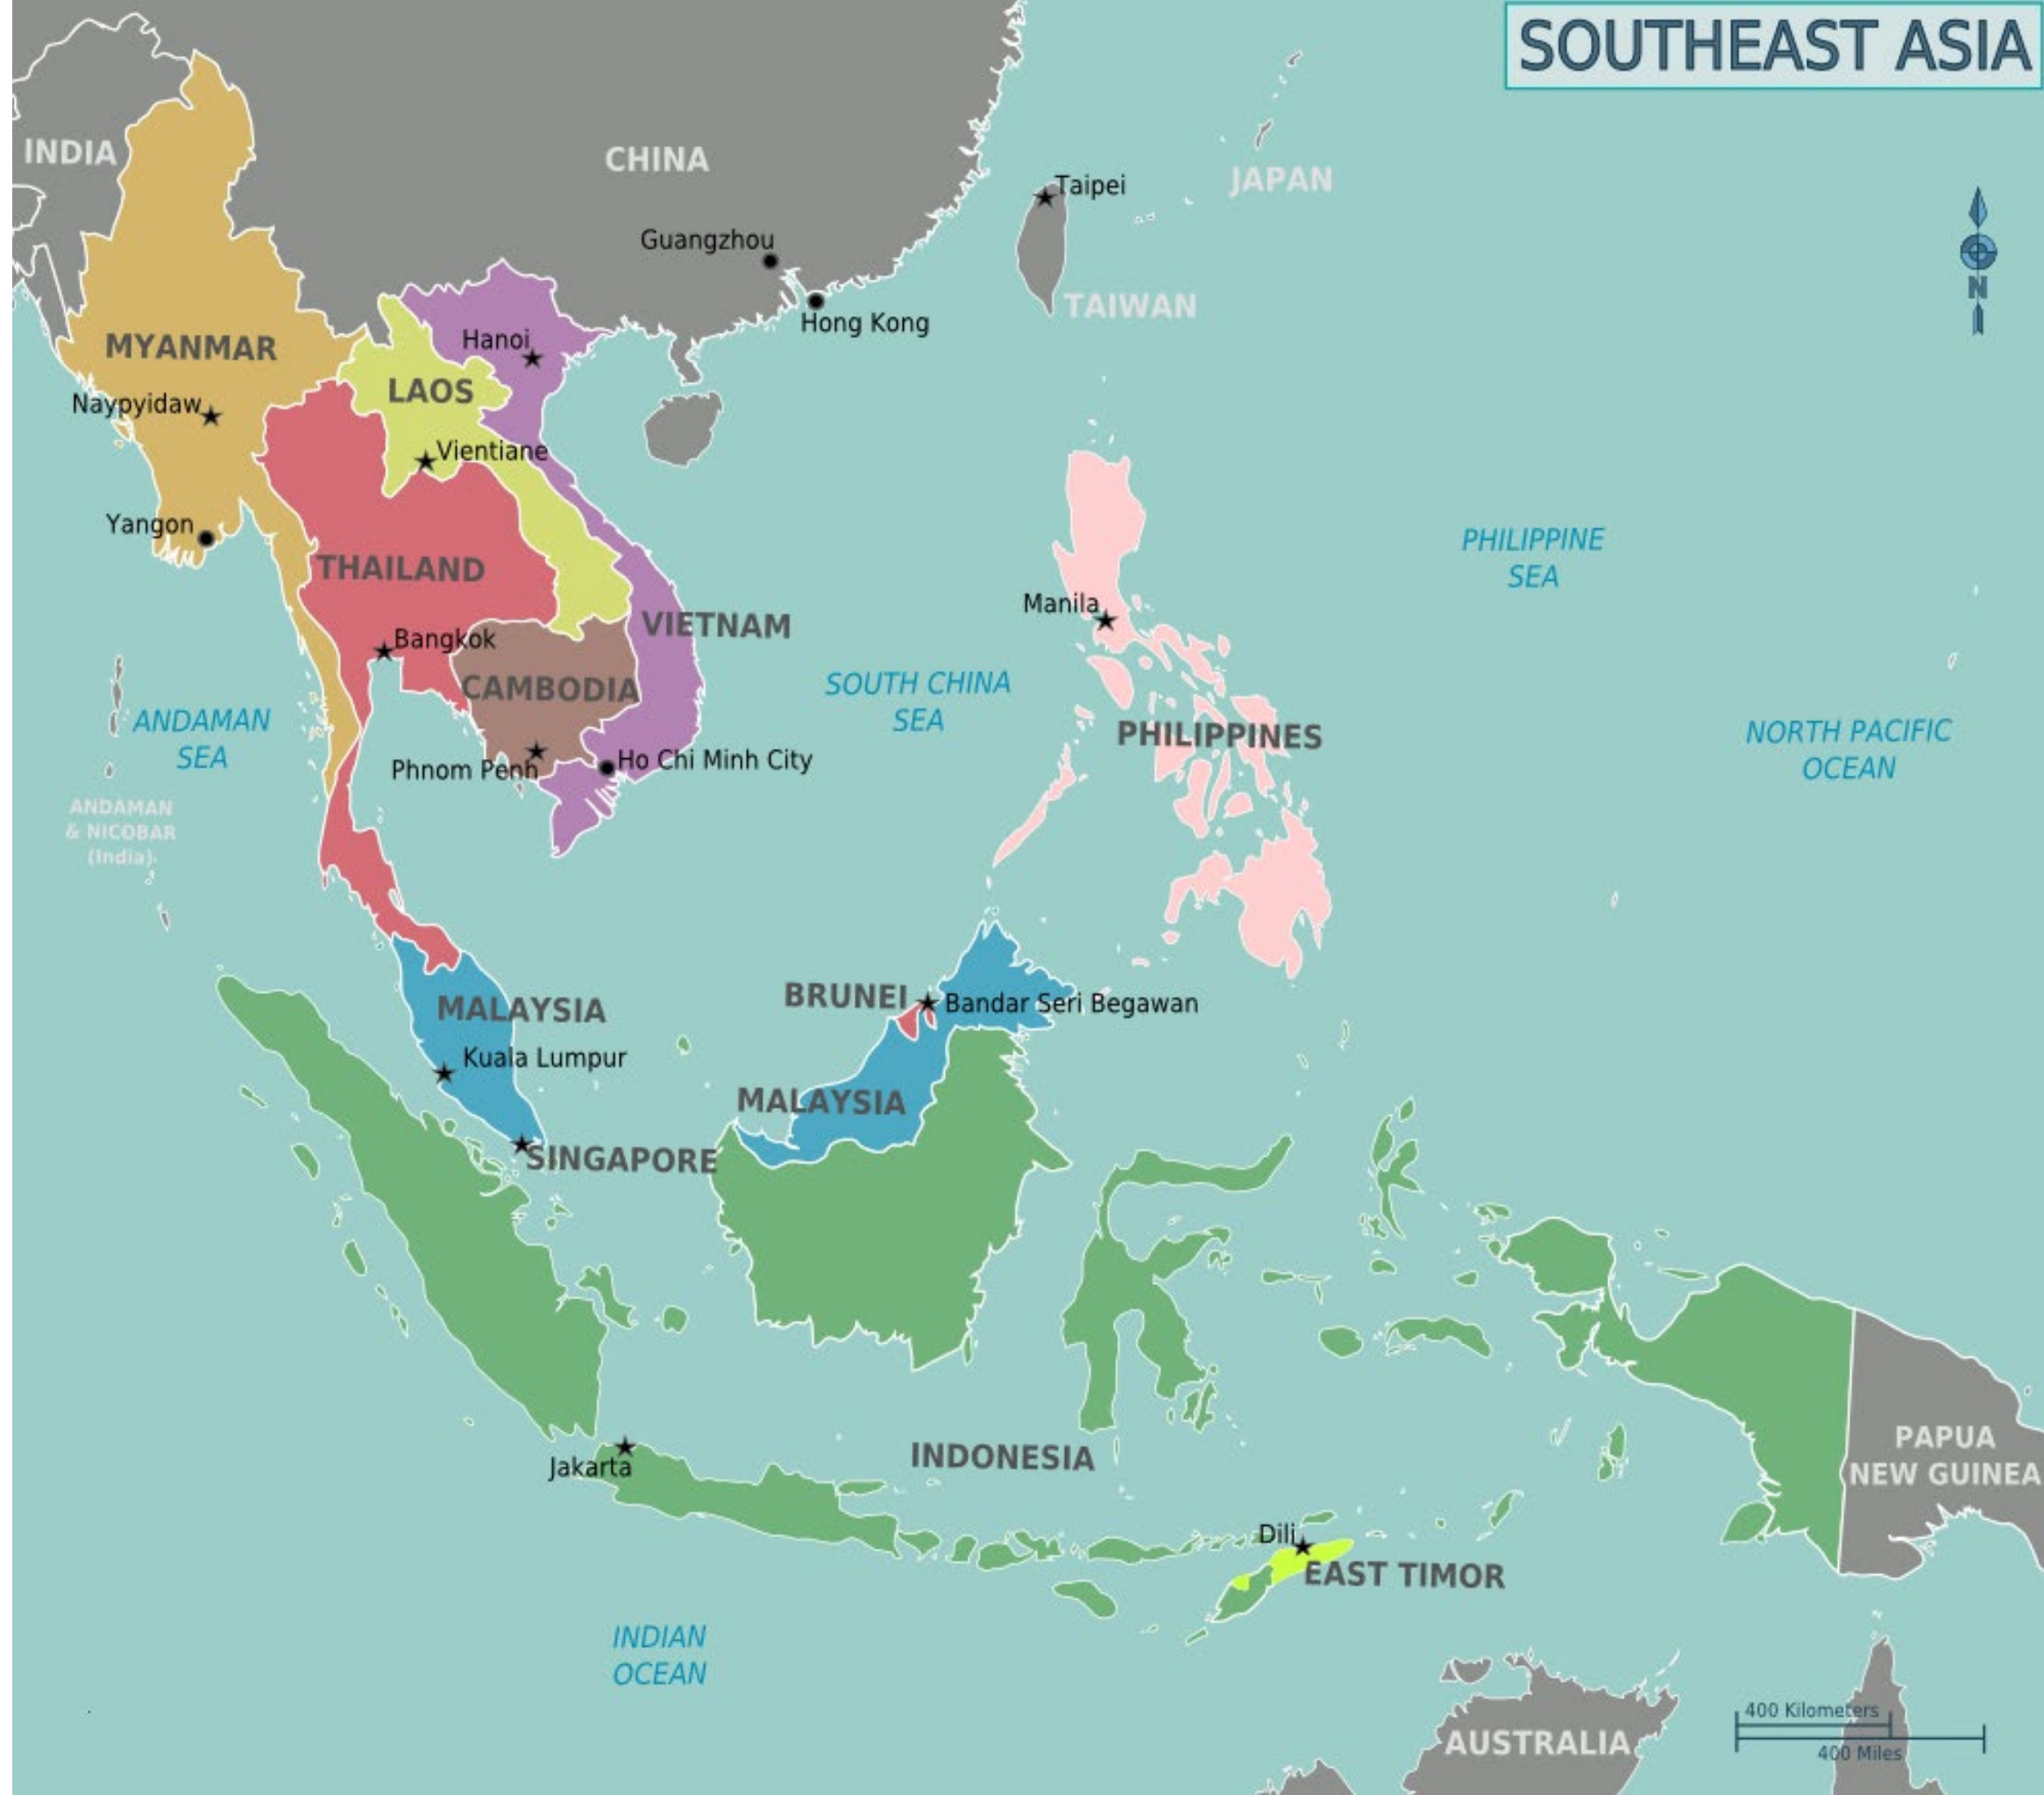 SOUTHEAST ASIA
INDIA
CHINA
JAPAN
Taipei
Guangzhou
N
TAIWAN
Hong Kong
MYANMAR
Hanoi
LAOS
Naypyidaw
Vientiane
Yangon
THAILAND
PHILIPPINE
SEA
Manila
VIETNAM
Bangkok
CAMBODIA
SOUTH CHINA
SEA
ANDAMAN
SEA
PHILIPPINES
NORTH PACIFIC
OCEAN
Phnom Penh
Ho Chi Minh City
ANDAMAN
& NICOBAR
(India)
BRUNEI
Bandar Seri Begawan
MALAYSIA
Kuala Lumpur
MALAYSIA
SINGAPORE
INDONESIA
Jakarta
PAPUA
NEW GUINEA
Dili
EAST TIMOR
INDIAN
OCEAN
AUSTRALIA
400 Kilometers
400 Miles